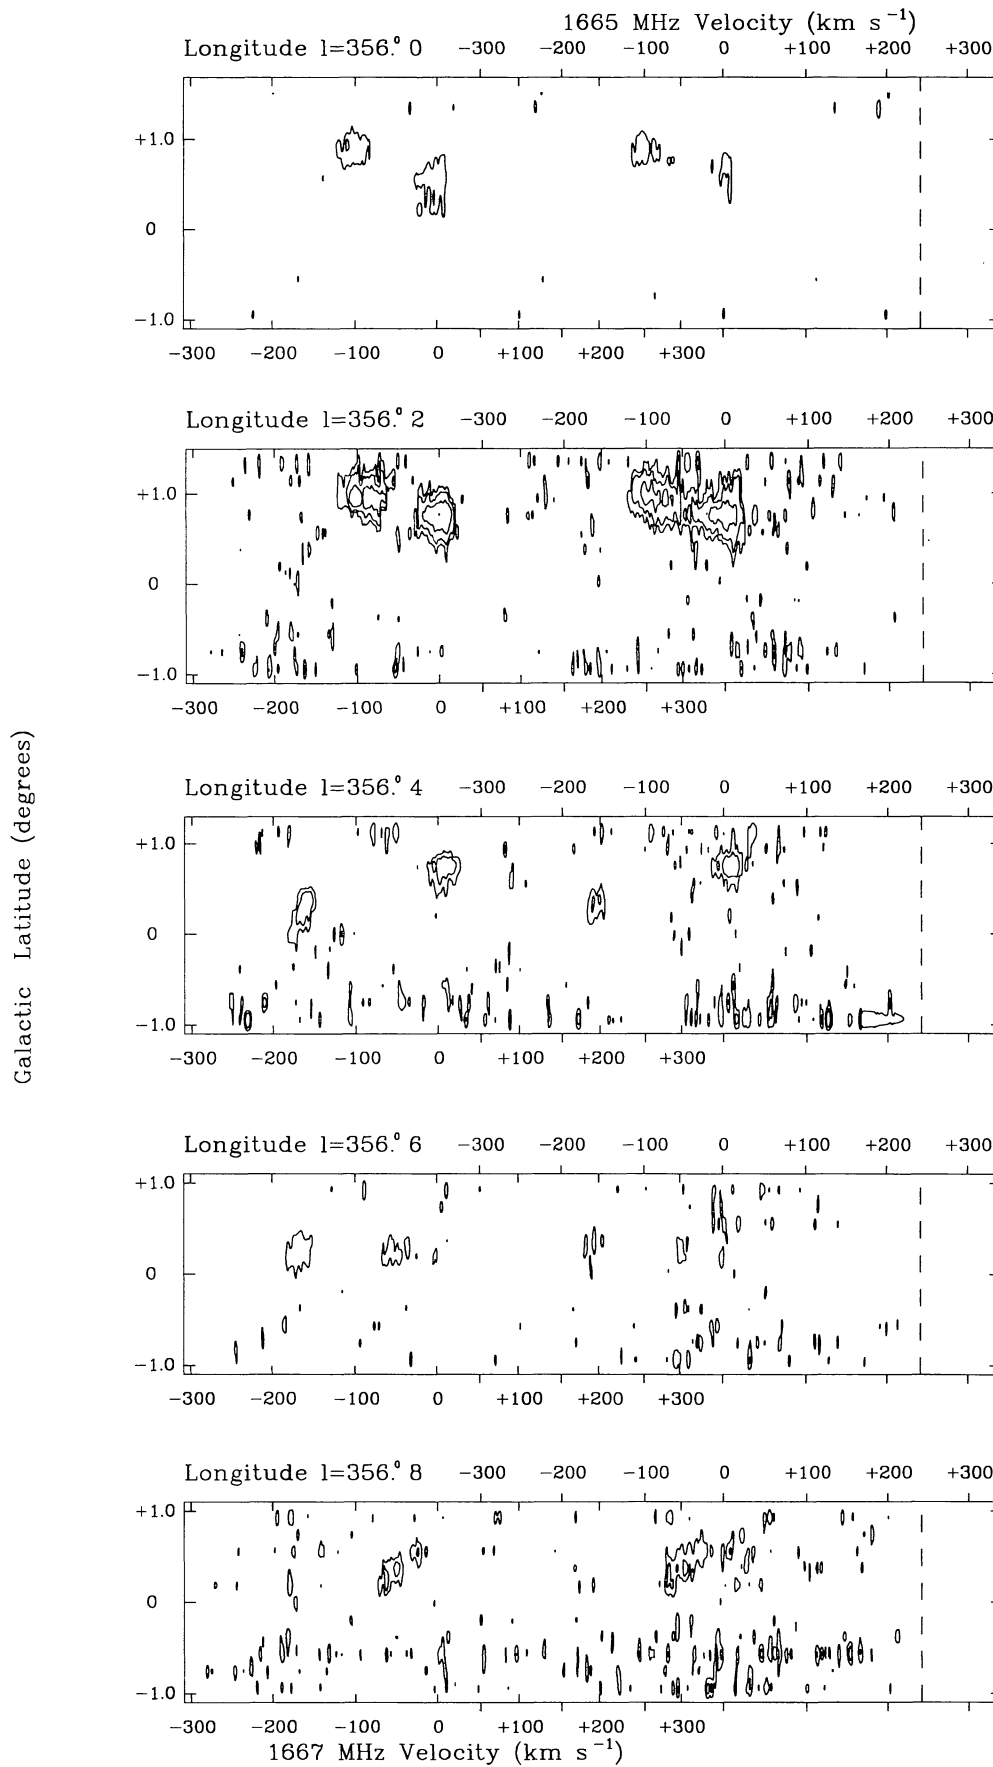 1665 MHz Velocity (km s⁻¹)
Longitude l=356.°0 -300 -200 -100 0 +100 +200 +300
+1.0
0
-1.0
-300 -200 -100 0 +100 +200 +300
Longitude l=356.°2 -300 -200 -100 0 +100 +200 +300
+1.0
0
-1.0
-300 -200 -100 0 +100 +200 +300
Galactic Latitude (degrees)
Longitude l=356.°4 -300 -200 -100 0 +100 +200 +300
+1.0
0
-1.0
-300 -200 -100 0 +100 +200 +300
Longitude l=356.°6 -300 -200 -100 0 +100 +200 +300
+1.0
0
-1.0
-300 -200 -100 0 +100 +200 +300
Longitude l=356.°8 -300 -200 -100 0 +100 +200 +300
+1.0
0
-1.0
-300 -200 -100 0 +100 +200 +300
1667 MHz Velocity (km s⁻¹)